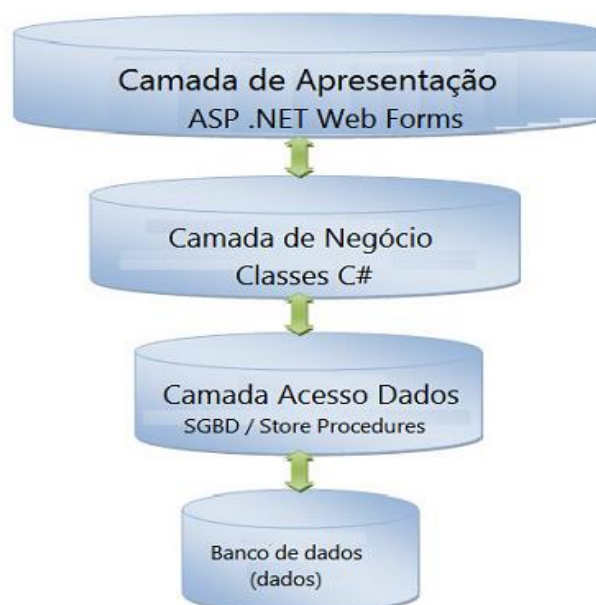 Camada de Apresentação
ASP .NET Web Forms
Camada de Negócio
Classes C#
Camada Acesso Dados
SGBD / Store Procedures
Banco de dados
(dados)